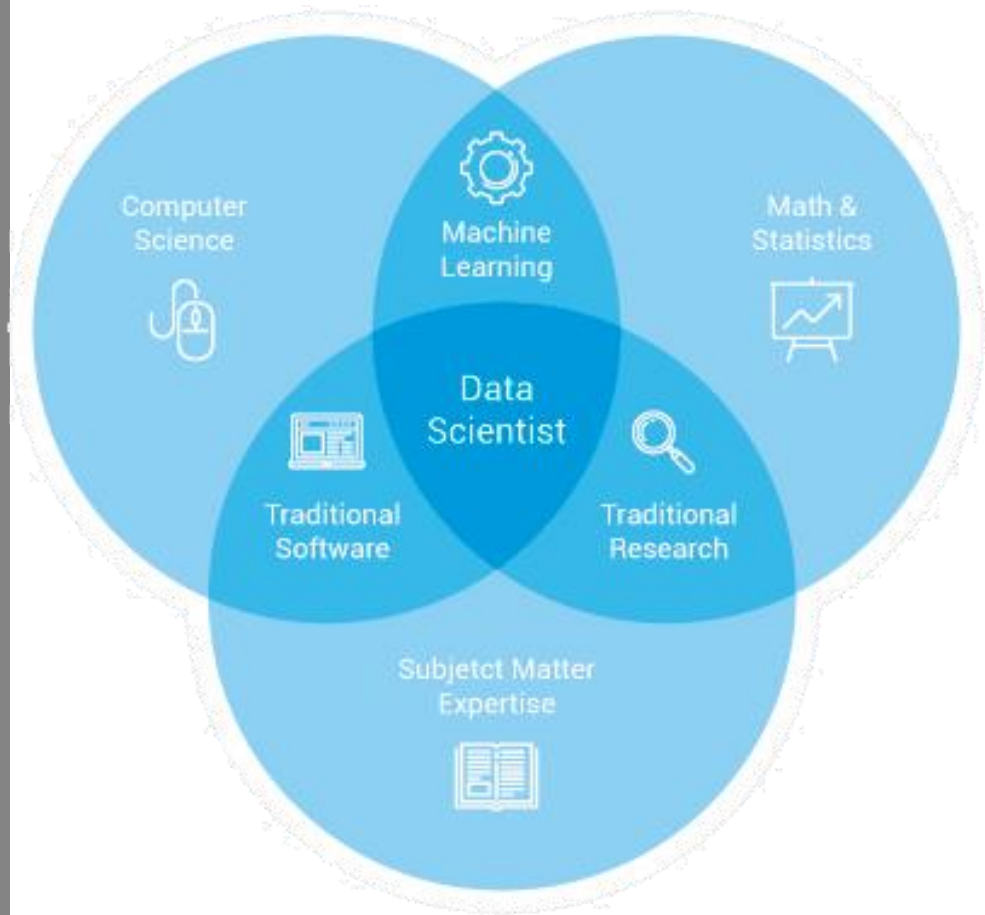 Computer
Science
Math &
Statistics
Machine
Learning
Data
Scientist
Traditional
Software
Traditional
Research
Subjetct Matter
Expertise